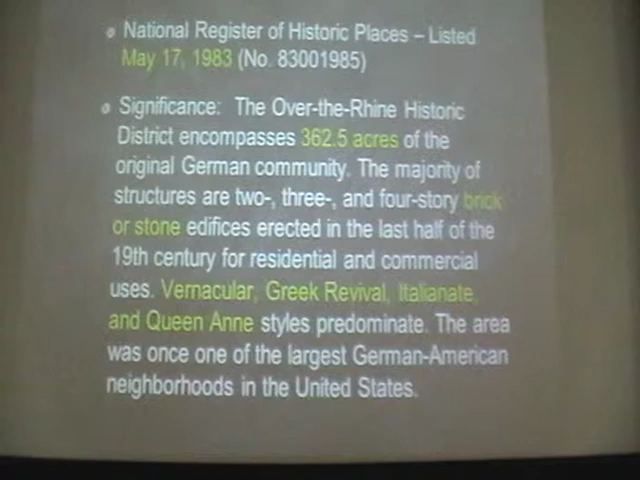 National Register of Historic Places – Listed
May 17, 1983 (No. 83001985)
Significance: The Over-the-Rhine Historic
District encompasses 362.5 acres of the
original German community. The majority of
structures are two-, three-, and four-story brick
or stone edifices erected in the last half of the
19th century for residential and commercial
uses. Vernacular, Greek Revival, Italianate,
and Queen Anne styles predominate. The area
was once one of the largest German-American
neighborhoods in the United States.